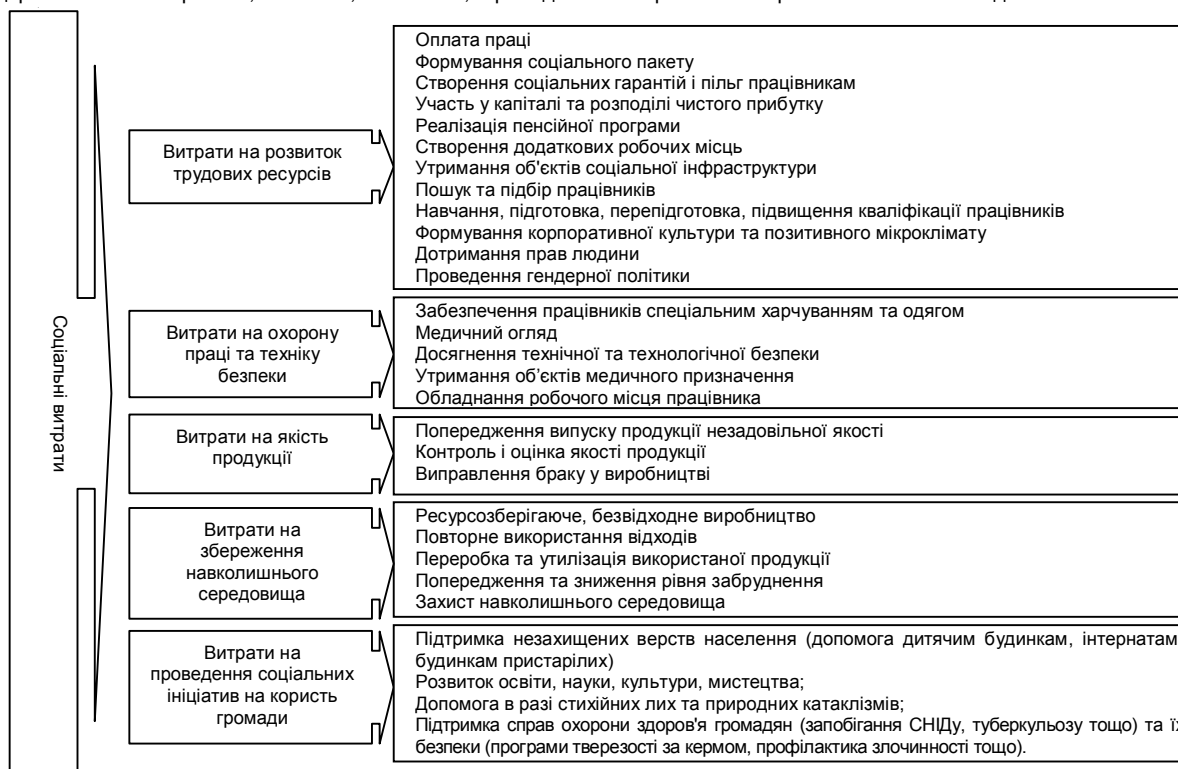 Соціальні витрати
Витрати на розвиток
трудових ресурсів
Оплата праці
Формування соціального пакету
Створення соціальних гарантій і пільг працівникам
Участь у капіталі та розподілі чистого прибутку
Реалізація пенсійної програми
Створення додаткових робочих місць
Утримання об'єктів соціальної інфраструктури
Пошук та підбір працівників
Навчання, підготовка, перепідготовка, підвищення кваліфікації працівників
Формування корпоративної культури та позитивного мікроклімату
Дотримання прав людини
Проведення гендерної політики
Витрати на охорону
праці та техніку
безпеки
Забезпечення працівників спеціальним харчуванням та одягом
Медичний огляд
Досягнення технічної та технологічної безпеки
Утримання об’єктів медичного призначення
Обладнання робочого місця працівника
Витрати на якість
продукції
Попередження випуску продукції незадовільної якості
Контроль і оцінка якості продукції
Виправлення браку у виробництві
Витрати на
збереження
навколишнього
середовища
Ресурсозберігаюче, безвідходне виробництво
Повторне використання відходів
Переробка та утилізація використаної продукції
Попередження та зниження рівня забруднення
Захист навколишнього середовища
Витрати на
проведення соціальних
ініціатив на користь
громади
Підтримка незахищених верств населення (допомога дитячим будинкам, інтернатам
будинкам пристарілих)
Розвиток освіти, науки, культури, мистецтва;
Допомога в разі стихійних лих та природних катаклізмів;
Підтримка справ охорони здоров'я громадян (запобігання СНІДу, туберкульозу тощо) та їх
безпеки (програми тверезості за кермом, профілактика злочинності тощо).